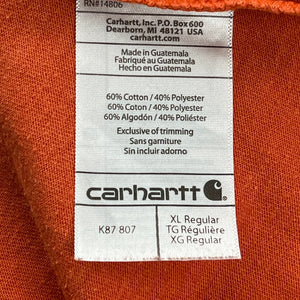 RN#14806
Carhartt, Inc. P.O. Box 600
Dearborn, MI 48121 USA
carhartt.com
Made in Guatemala
Fabriqué au Guatemala
Hecho en Guatemala
60% Cotton / 40% Polyester
60% Coton / 40% Polyester
60% Algodón / 40% Poliéster
Exclusive of trimming
Sans garniture
Sin incluir adorno
carhartt
K87 807
XL Regular
TG Régulière
XG Regular